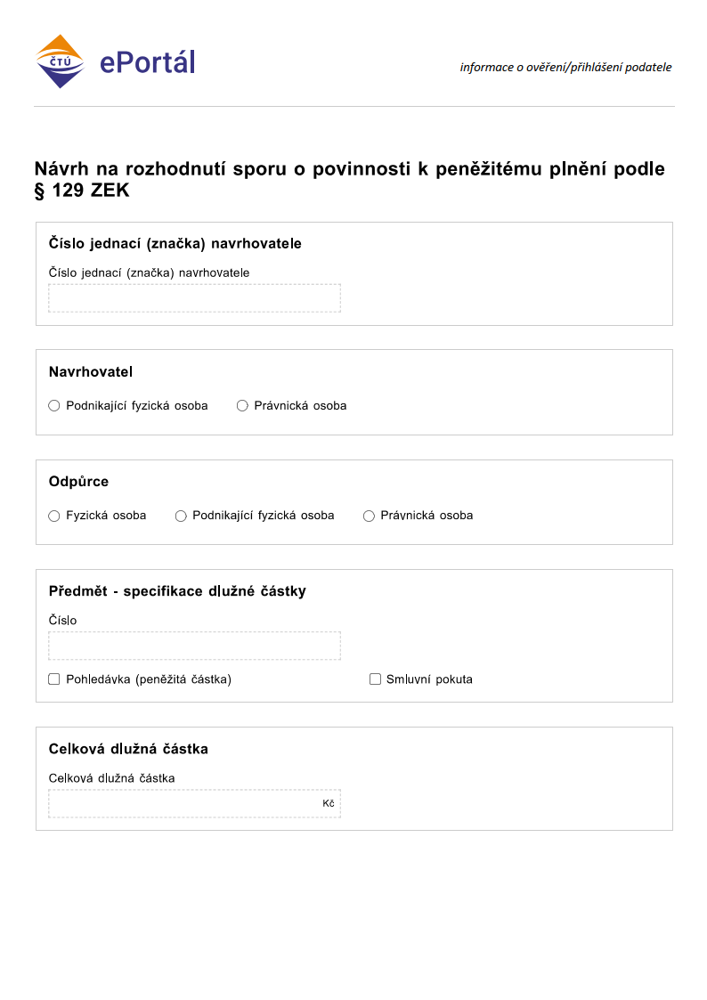 ČTÚ
ePortál
informace o ověření/přihlášení podatele
Návrh na rozhodnutí sporu o povinnosti k peněžitému plnění podle
§ 129 ZEK
Číslo jednací (značka) navrhovatele
Číslo jednací (značka) navrhovatele
Navrhovatel
Podnikající fyzická osoba Právnická osoba
Odpůrce
Fyzická osoba Podnikající fyzická osoba Právnická osoba
Předmět - specifikace dlužné částky
Číslo
Pohledávka (peněžitá částka) Smluvní pokuta
Celková dlužná částka
Celková dlužná částka
Kč